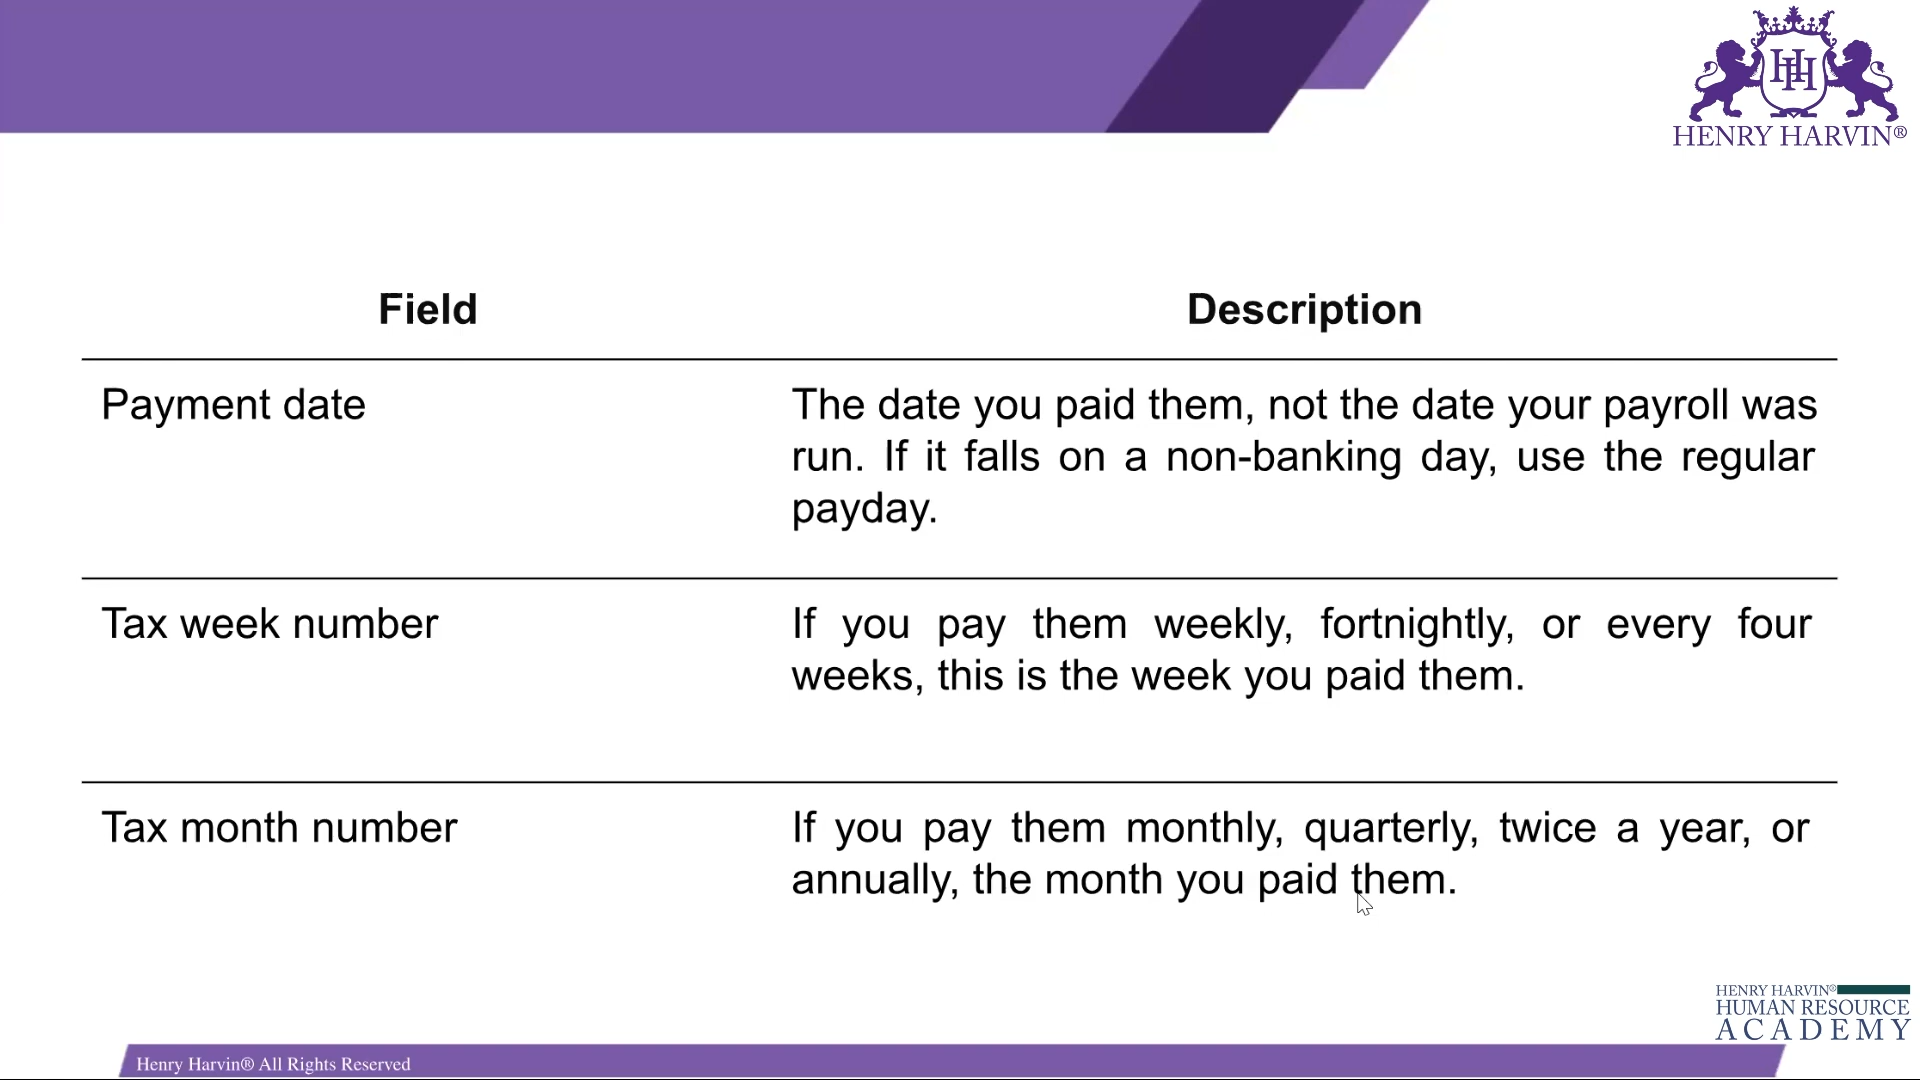 HH
HENRY HARVIN®
Field
Description
Payment date
The date you paid them, not the date your payroll was
run. If it falls on a non-banking day, use the regular
payday.
Tax week number
If you pay them weekly, fortnightly, or every four
weeks, this is the week you paid them.
Tax month number
If you pay them monthly, quarterly, twice a year, or
annually, the month you paid them.
HENRY HARVIN®
HUMAN RESOURCE
ACADEMY
Henry Harvin® All Rights Reserved